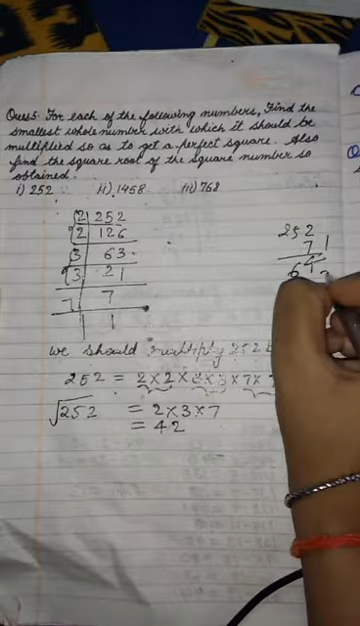 Ques5: For each of the following numbers, Find the
smallest whole number with which it should be
multiplied so as to get a perfect square. Also
find the square root of the square number so
obtained.
i) 252 ii) 1458 iii) 768
2 252
2 126
3 63
3 21
7 7
1 1
252
71
64
we should multiply 252
252 = 2×2×3×3×7×
√252 = 2×3×7
= 42